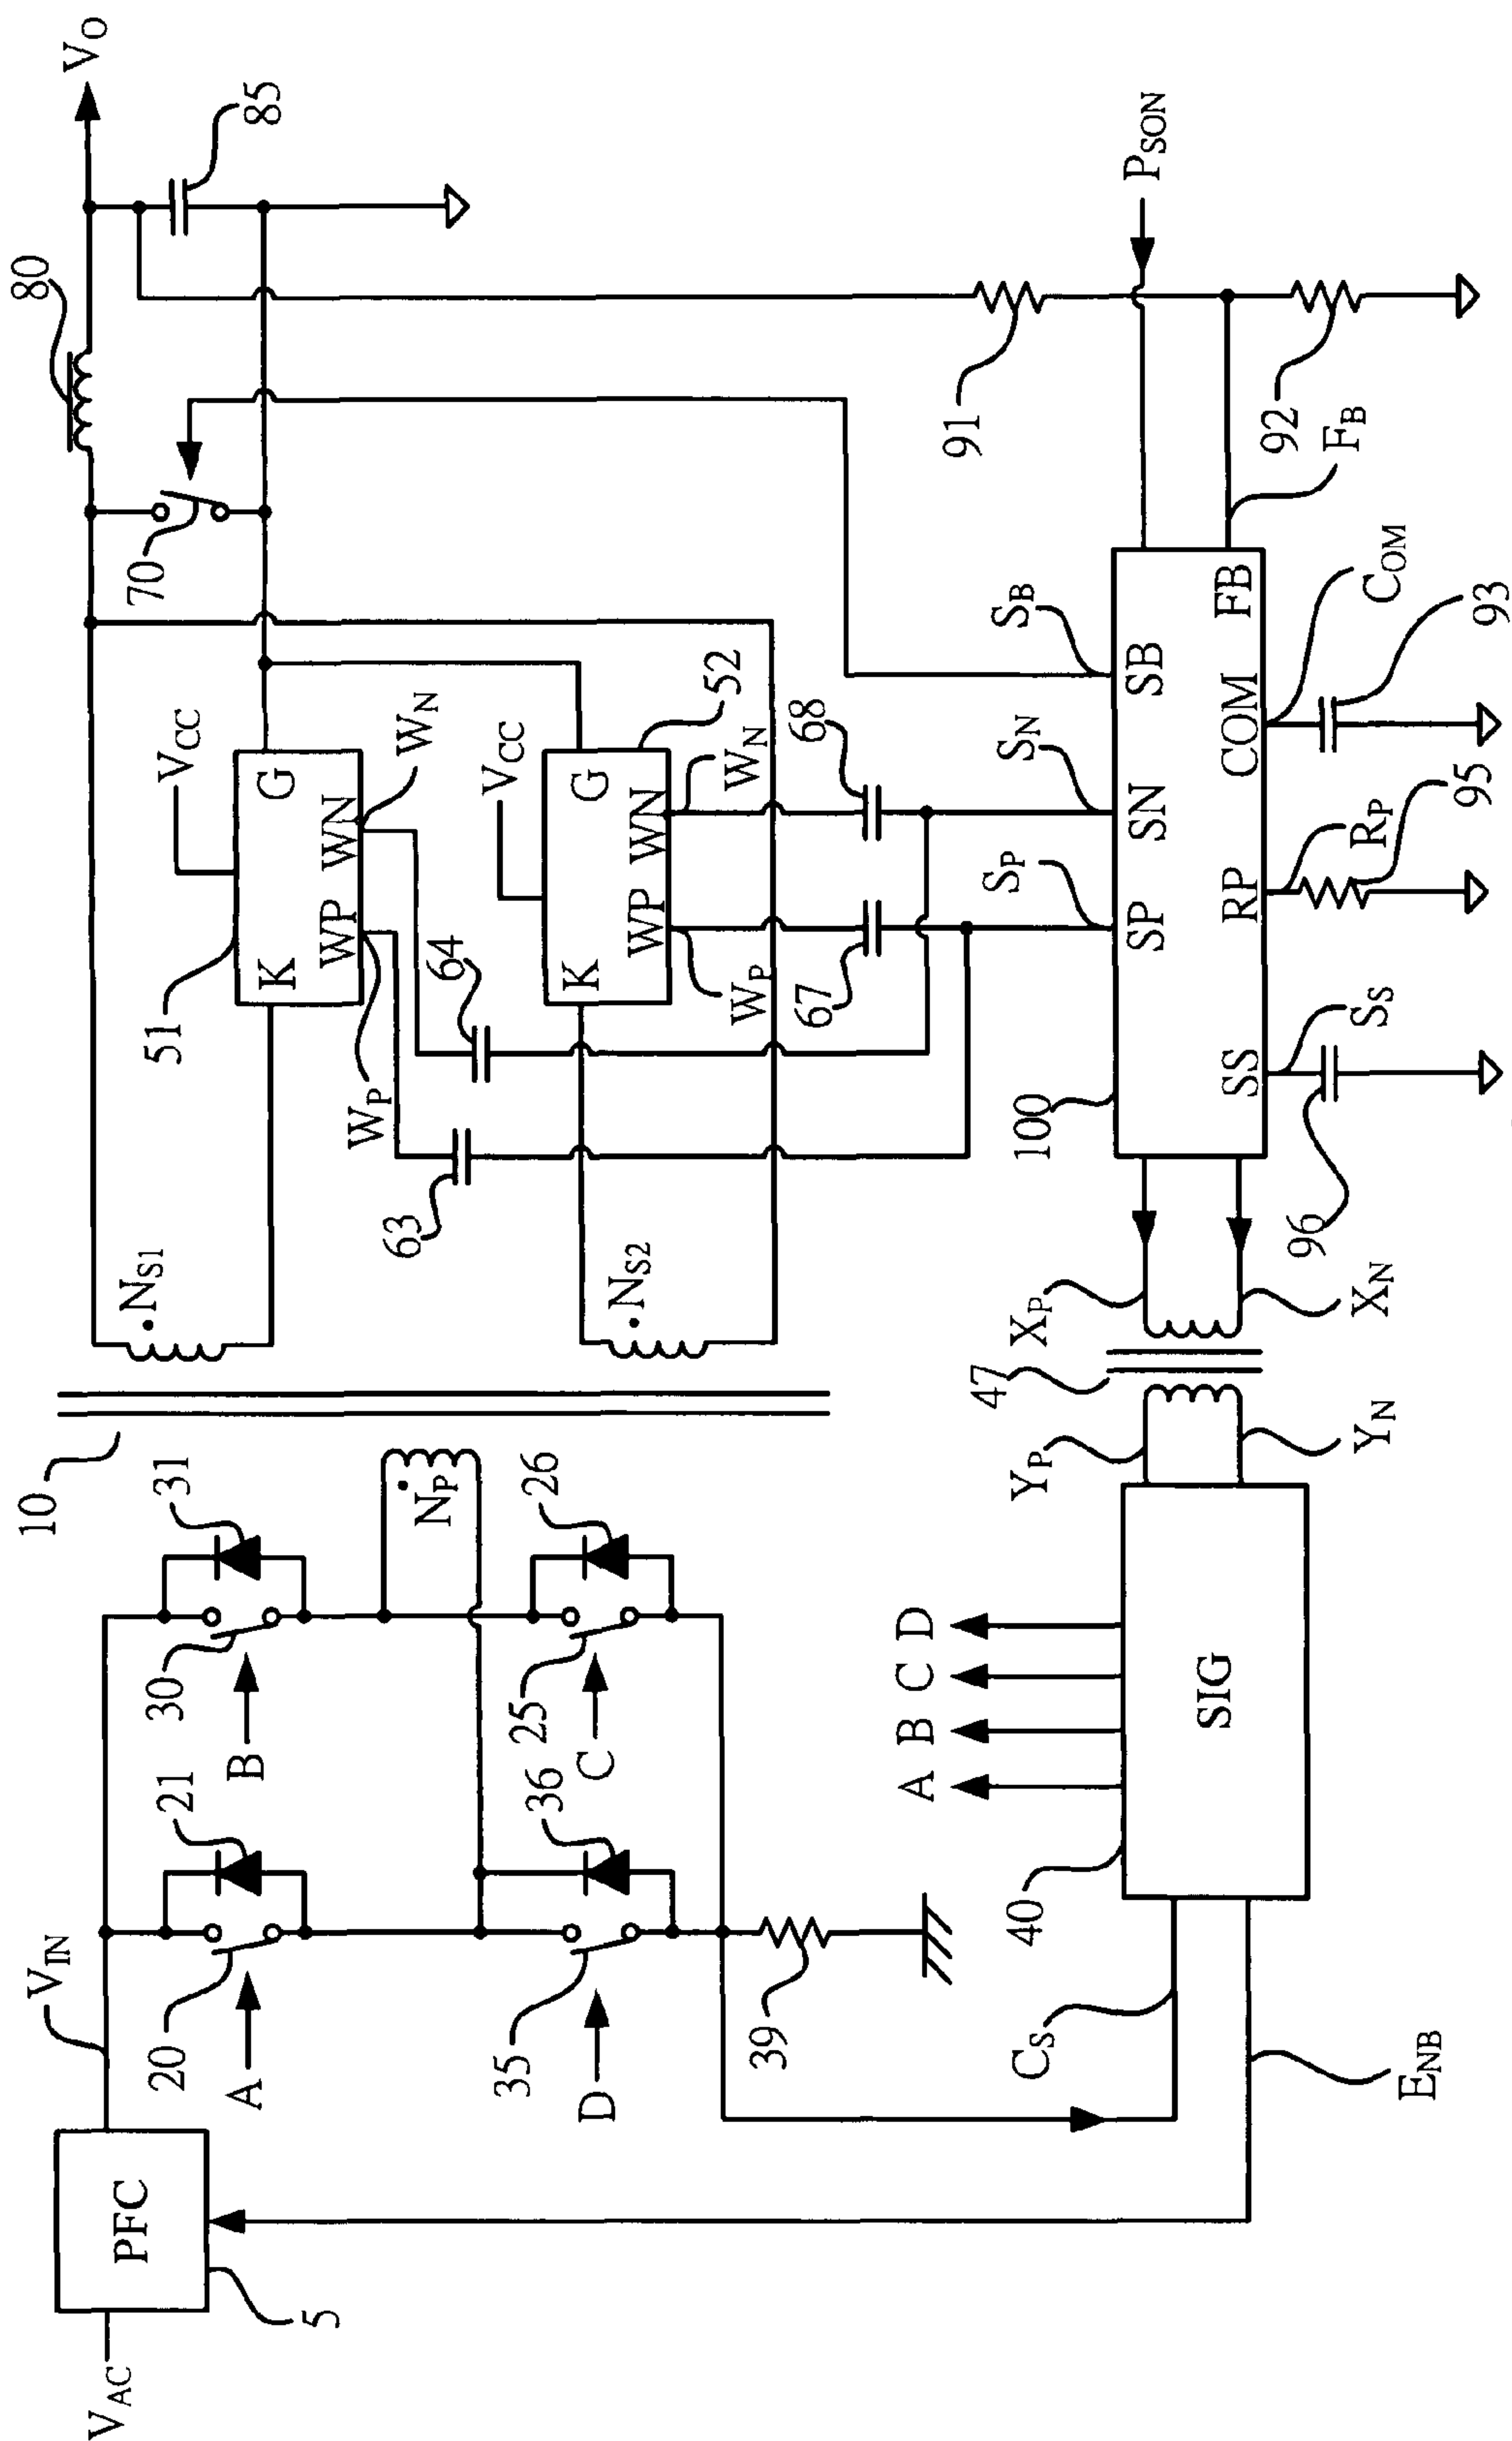 V_AC
PFC
5
V_IN
20
A
21
30
B
31
35
D
36
25
C
26
39
N_P
10
N_S1
N_S2
51
K
G
WP
WN
V_CC
W_P
W_N
63
64
K
G
WP
WN
V_CC
52
W_P
W_N
67
68
70
80
85
V_O
C_S
E_NB
40
SIG
A
B
C
D
Y_P
Y_N
47
X_P
X_N
100
SP
SN
SB
SS
RP
COM
FB
S_P
S_N
S_B
S_S
96
R_P
95
C_OM
93
F_B
91
92
P_SON